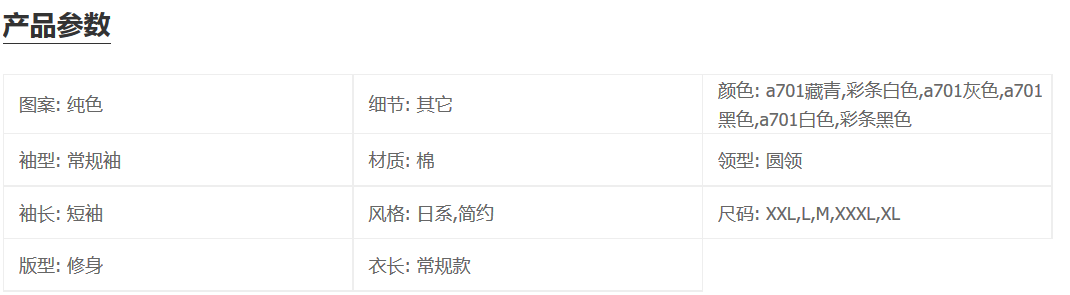 产品参数
图案: 纯色
细节: 其它
颜色: a701藏青,彩条白色,a701灰色,a701
黑色,a701白色,彩条黑色
袖型: 常规袖
材质: 棉
领型: 圆领
袖长: 短袖
风格: 日系,简约
尺码: XXL,L,M,XXXL,XL
版型: 修身
衣长: 常规款